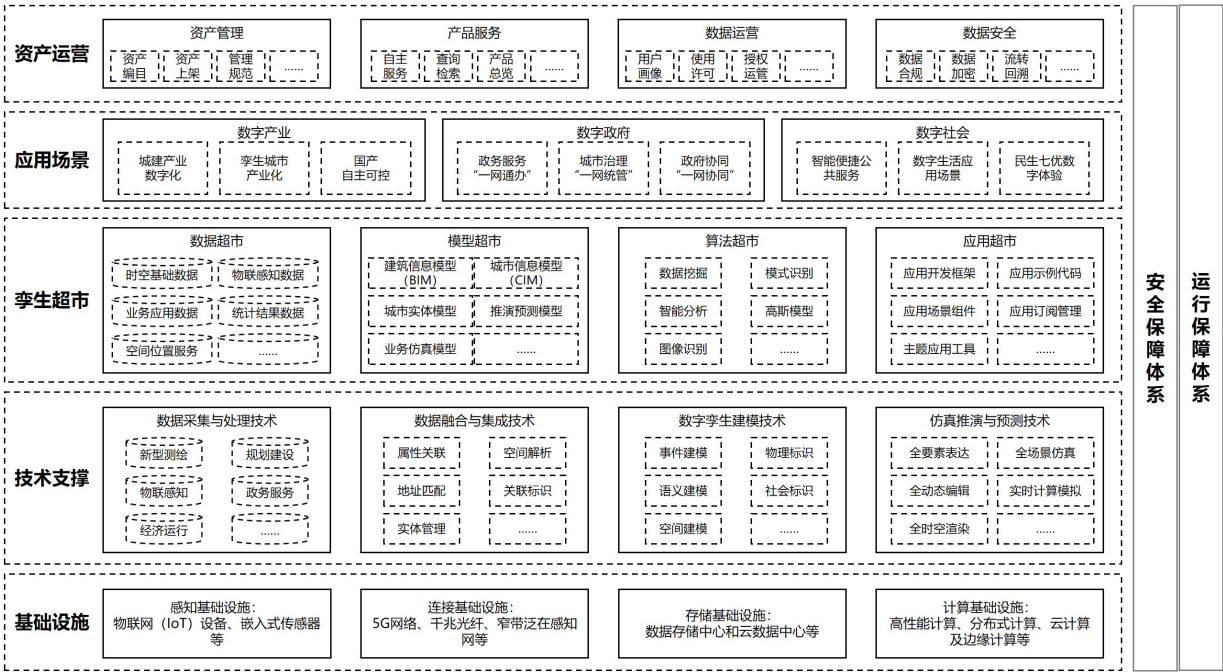 资产运营
资产管理
资产
编目
资产
上架
管理
规范
……
产品服务
自主
服务
查询
检索
产品
总览
……
数据运营
用户
画像
使用
许可
授权
运管
……
数据安全
数据
合规
数据
加密
流转
回溯
……
应用场景
数字产业
城建产业
数字化
孪生城市
产业化
国产
自主可控
数字政府
政务服务
“一网通办”
城市治理
“一网统管”
政府协同
“一网协同”
数字社会
智能便捷公
共服务
数字生活应
用场景
民生七优数
字体验
孪生超市
数据超市
时空基础数据
物联感知数据
业务应用数据
统计结果数据
空间位置服务
……
模型超市
建筑信息模型
（BIM）
城市信息模型
（CIM）
城市实体模型
推演预测模型
业务仿真模型
……
算法超市
数据挖掘
模式识别
智能分析
高斯模型
图像识别
……
应用超市
应用开发框架
应用示例代码
应用场景组件
应用订阅管理
主题应用工具
……
技术支撑
数据采集与处理技术
新型测绘
规划建设
物联感知
政务服务
经济运行
……
数据融合与集成技术
属性关联
空间解析
地址匹配
关联标识
实体管理
……
数字孪生建模技术
事件建模
物理标识
语义建模
社会标识
空间建模
……
仿真推演与预测技术
全要素表达
全场景仿真
全动态编辑
实时计算模拟
全时空渲染
……
基础设施
感知基础设施：
物联网（IoT）设备、嵌入式传感器
等
连接基础设施：
5G网络、千兆光纤、窄带泛在感知
网等
存储基础设施：
数据存储中心和云数据中心等
计算基础设施：
高性能计算、分布式计算、云计算
及边缘计算等
安全保障体系
运行保障体系